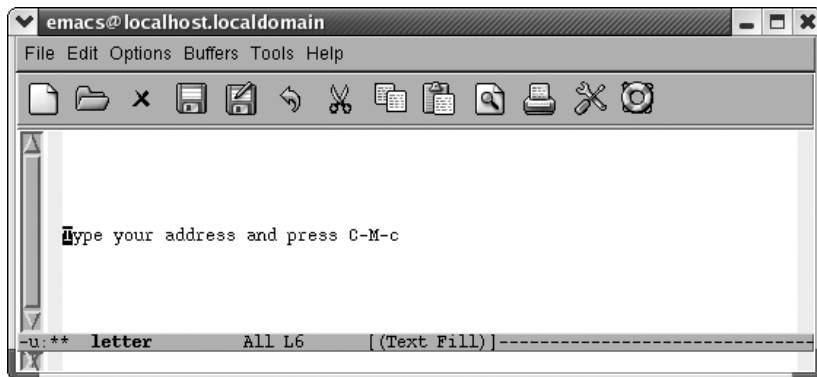 emacs@localhost.localdomain
File Edit Options Buffers Tools Help
Type your address and press C-M-c
-u:** letter All L6 [(Text Fill)]--------------------------------